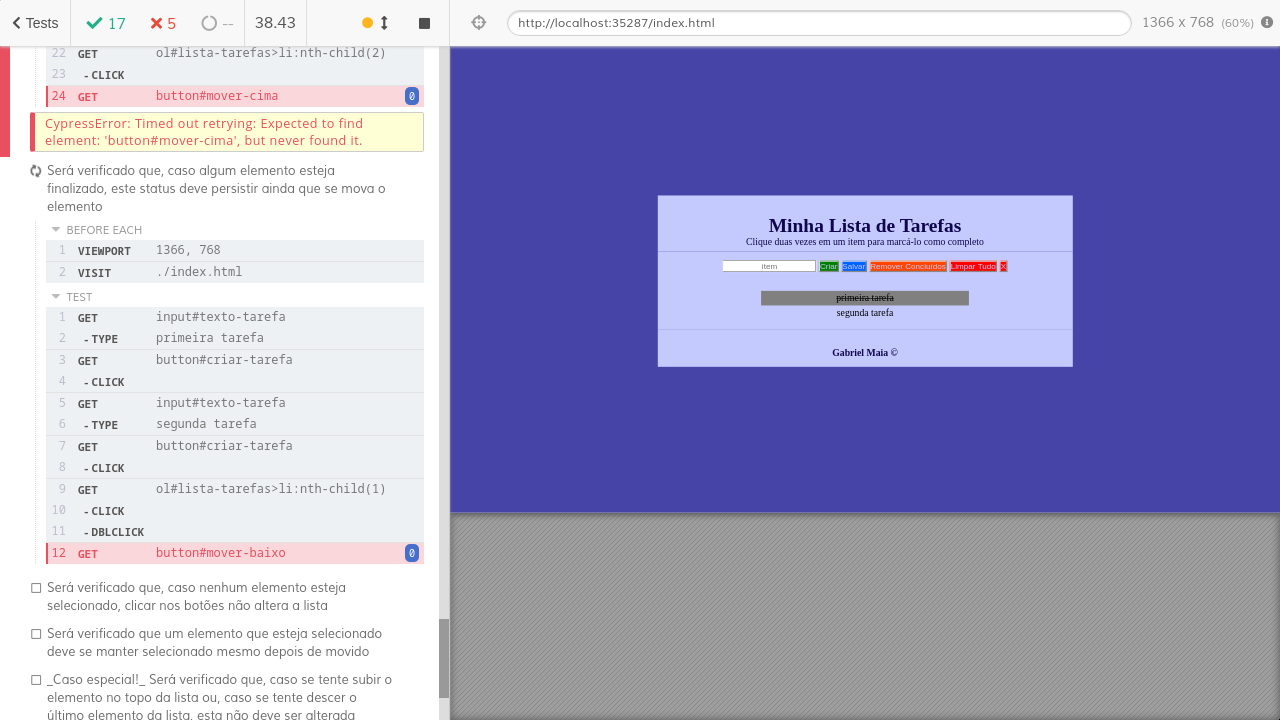 Tests 17 5 -- 38.43
http://localhost:35287/index.html 1366 x 768 (60%)
22 GET ol#lista-tarefas>li:nth-child(2)
23 -CLICK
24 GET button#mover-cima 0
CypressError: Timed out retrying: Expected to find
element: 'button#mover-cima', but never found it.
Será verificado que, caso algum elemento esteja
finalizado, este status deve persistir ainda que se mova o
elemento
BEFORE EACH
1 VIEWPORT 1366, 768
2 VISIT ./index.html
TEST
1 GET input#texto-tarefa
2 -TYPE primeira tarefa
3 GET button#criar-tarefa
4 -CLICK
5 GET input#texto-tarefa
6 -TYPE segunda tarefa
7 GET button#criar-tarefa
8 -CLICK
9 GET ol#lista-tarefas>li:nth-child(1)
10 -CLICK
11 -DBLCLICK
12 GET button#mover-baixo 0
Será verificado que, caso nenhum elemento esteja
selecionado, clicar nos botões não altera a lista
Será verificado que um elemento que esteja selecionado
deve se manter selecionado mesmo depois de movido
_Caso especial!_ Será verificado que, caso se tente subir o
elemento no topo da lista ou, caso se tente descer o
último elemento da lista, esta não deve ser alterada
Minha Lista de Tarefas
Clique duas vezes em um item para marcá-lo como completo
item Criar Salvar Remover Concluídos Limpar Tudo X
primeira tarefa
segunda tarefa
Gabriel Maia ©